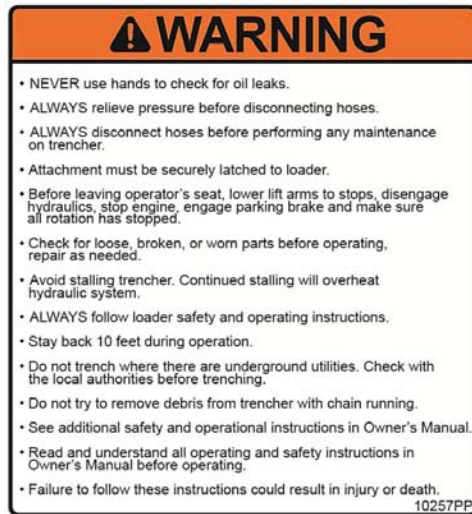 WARNING
• NEVER use hands to check for oil leaks.
• ALWAYS relieve pressure before disconnecting hoses.
• ALWAYS disconnect hoses before performing any maintenance
on trencher.
• Attachment must be securely latched to loader.
• Before leaving operator's seat, lower lift arms to stops, disengage
hydraulics, stop engine, engage parking brake and make sure
all rotation has stopped.
• Check for loose, broken, or worn parts before operating,
repair as needed.
• Avoid stalling trencher. Continued stalling will overheat
hydraulic system.
• ALWAYS follow loader safety and operating instructions.
• Stay back 10 feet during operation.
• Do not trench where there are underground utilities. Check with
the local authorities before trenching.
• Do not try to remove debris from trencher with chain running.
• See additional safety and operational instructions in Owner's Manual.
• Read and understand all operating and safety instructions in
Owner's Manual before operating.
• Failure to follow these instructions could result in injury or death.
10257PP